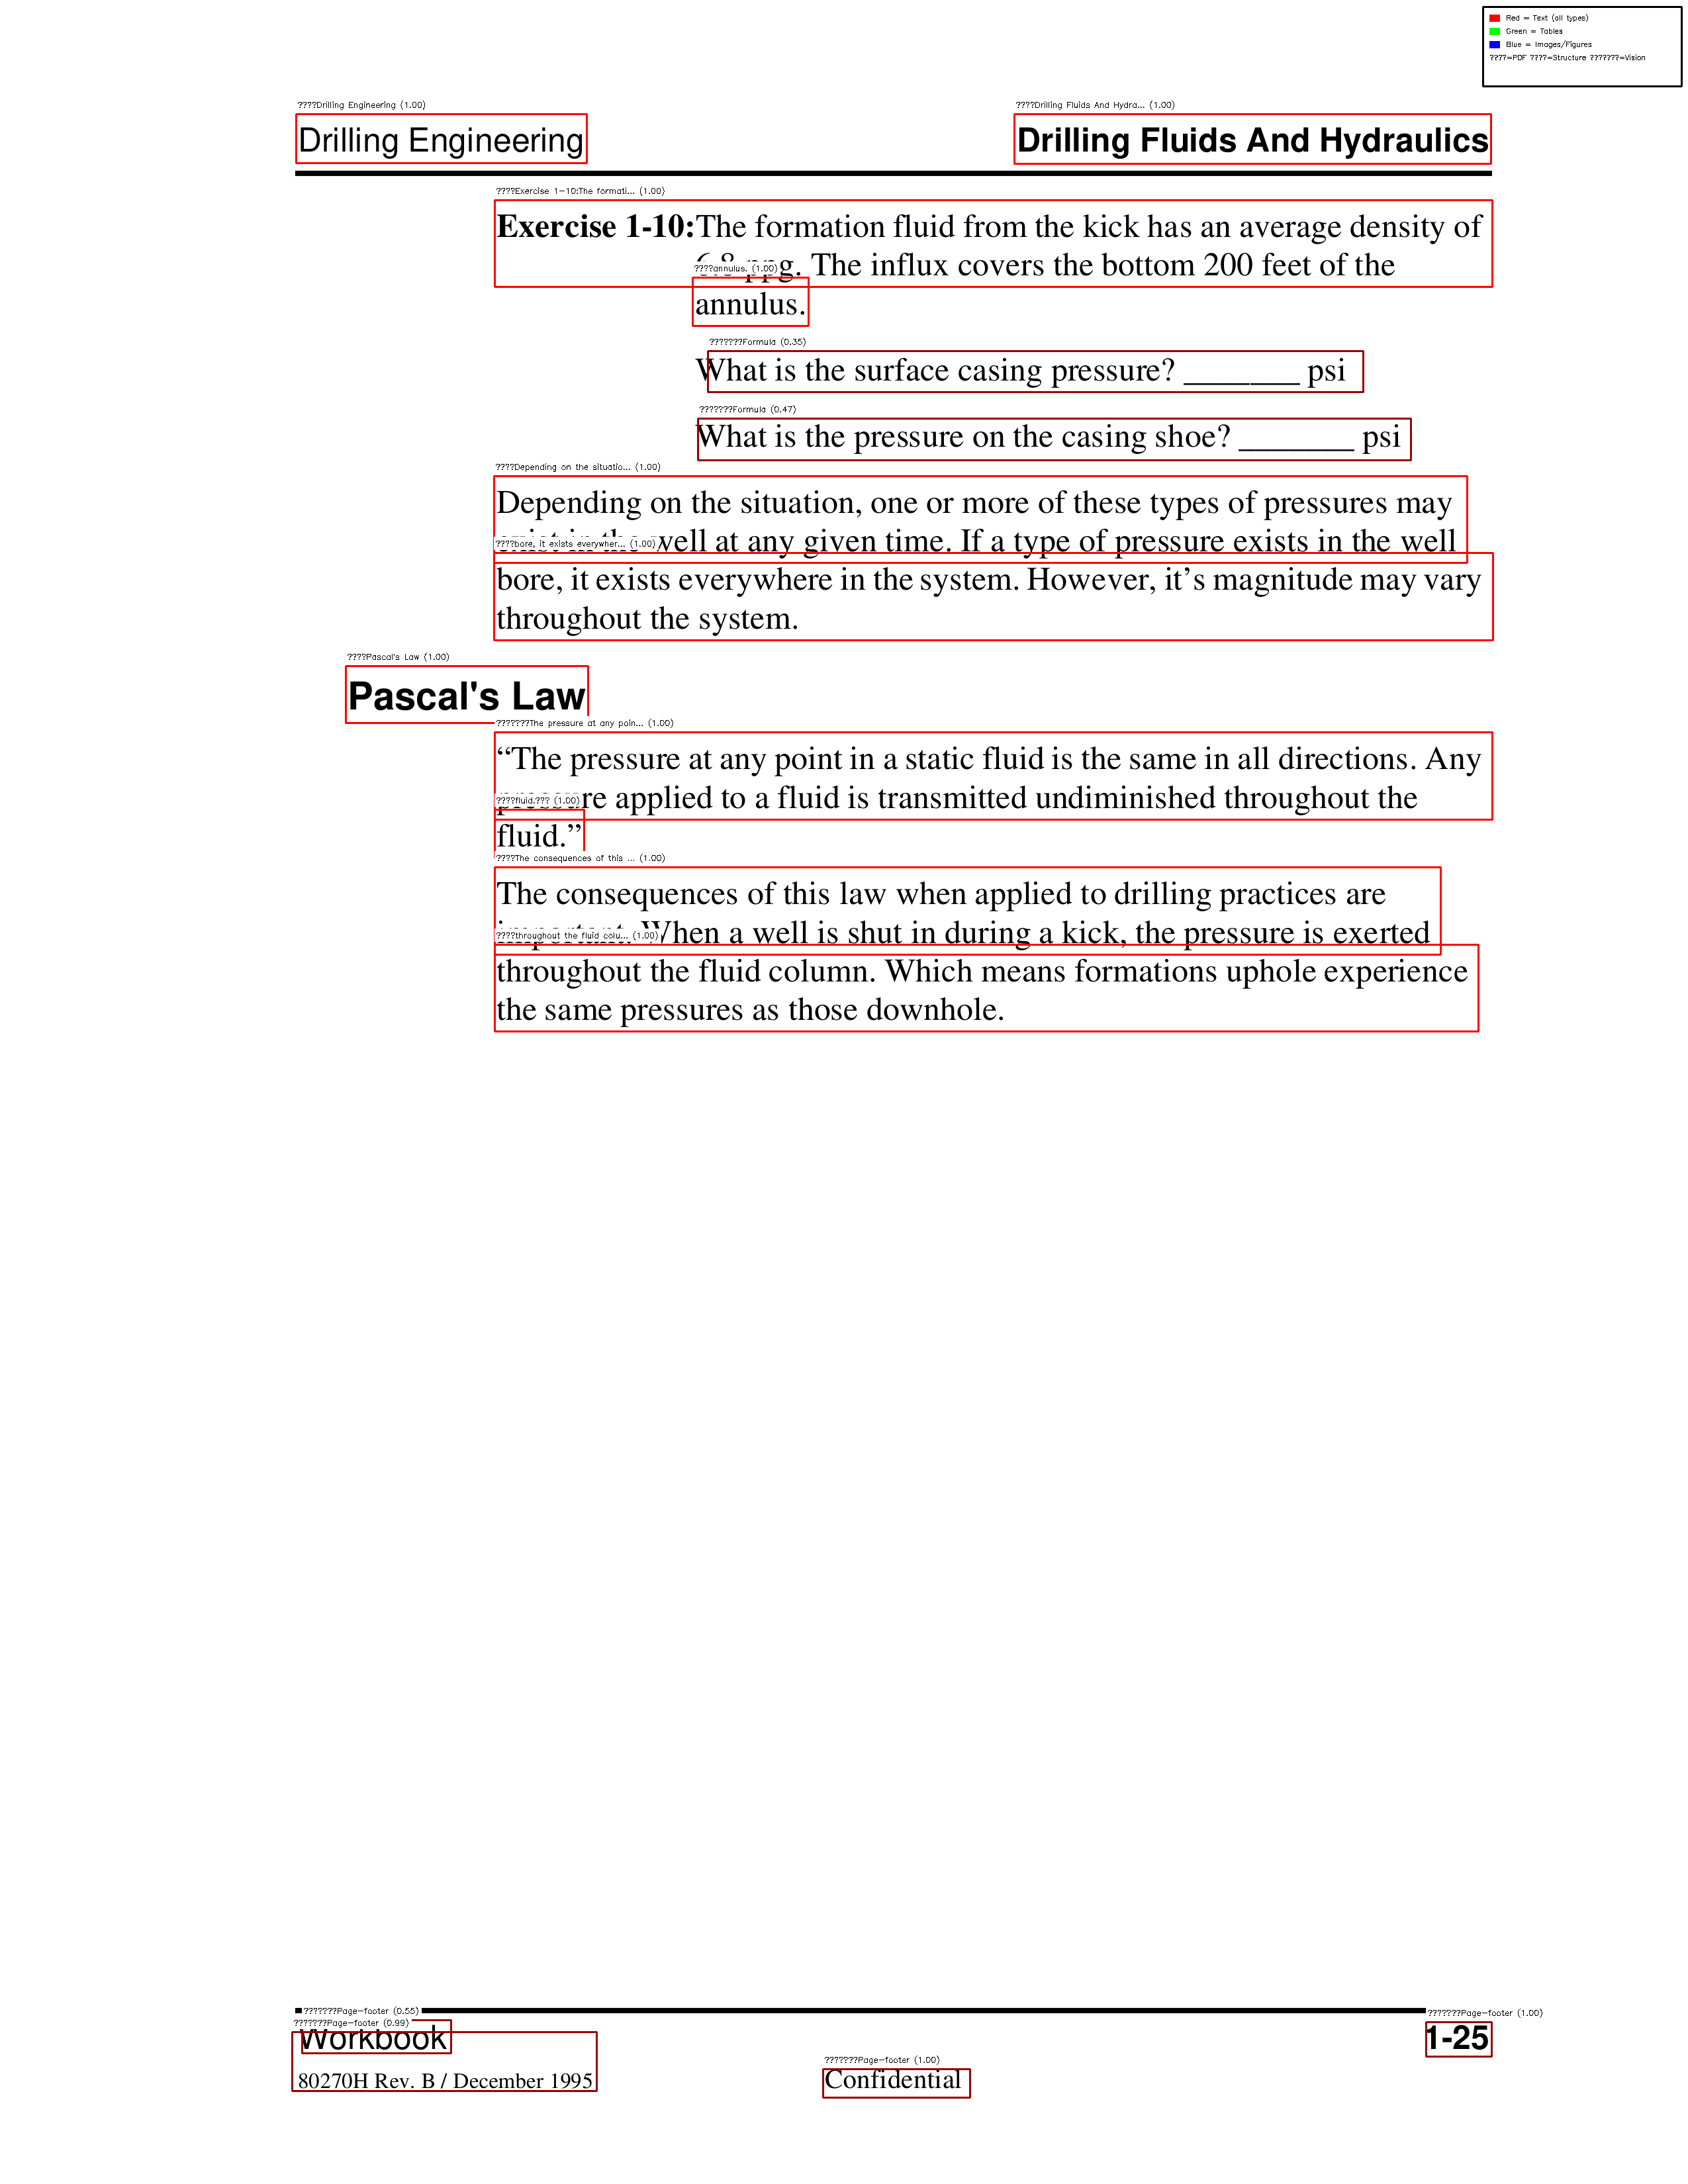 Red = Text (all types)
Green = Tables
Blue = Images/Figures
????=PDF ????=Structure ???????=Vision
????Drilling Engineering (1.00)
????Drilling Fluids And Hydra... (1.00)
Drilling Engineering
Drilling Fluids And Hydraulics
????Exercise 1-10:The formati... (1.00)
Exercise 1-10:The formation fluid from the kick has an average density of
6.8 ppg. The influx covers the bottom 200 feet of the
????annulus. (1.00)
annulus.
???????Formula (0.35)
What is the surface casing pressure? _______ psi
???????Formula (0.47)
What is the pressure on the casing shoe? _______ psi
????Depending on the situatio... (1.00)
Depending on the situation, one or more of these types of pressures may
exist in the well at any given time. If a type of pressure exists in the well
????bore, it exists everywher... (1.00)
bore, it exists everywhere in the system. However, it’s magnitude may vary
throughout the system.
????Pascal's Law (1.00)
Pascal's Law
???????The pressure at any poin... (1.00)
“The pressure at any point in a static fluid is the same in all directions. Any
pressure applied to a fluid is transmitted undiminished throughout the
????fluid.??? (1.00)
fluid.”
????The consequences of this ... (1.00)
The consequences of this law when applied to drilling practices are
important. When a well is shut in during a kick, the pressure is exerted
????throughout the fluid colu... (1.00)
throughout the fluid column. Which means formations uphole experience
the same pressures as those downhole.
???????Page-footer (0.55)
???????Page-footer (1.00)
???????Page-footer (0.99)
Workbook
1-25
???????Page-footer (1.00)
80270H Rev. B / December 1995
Confidential